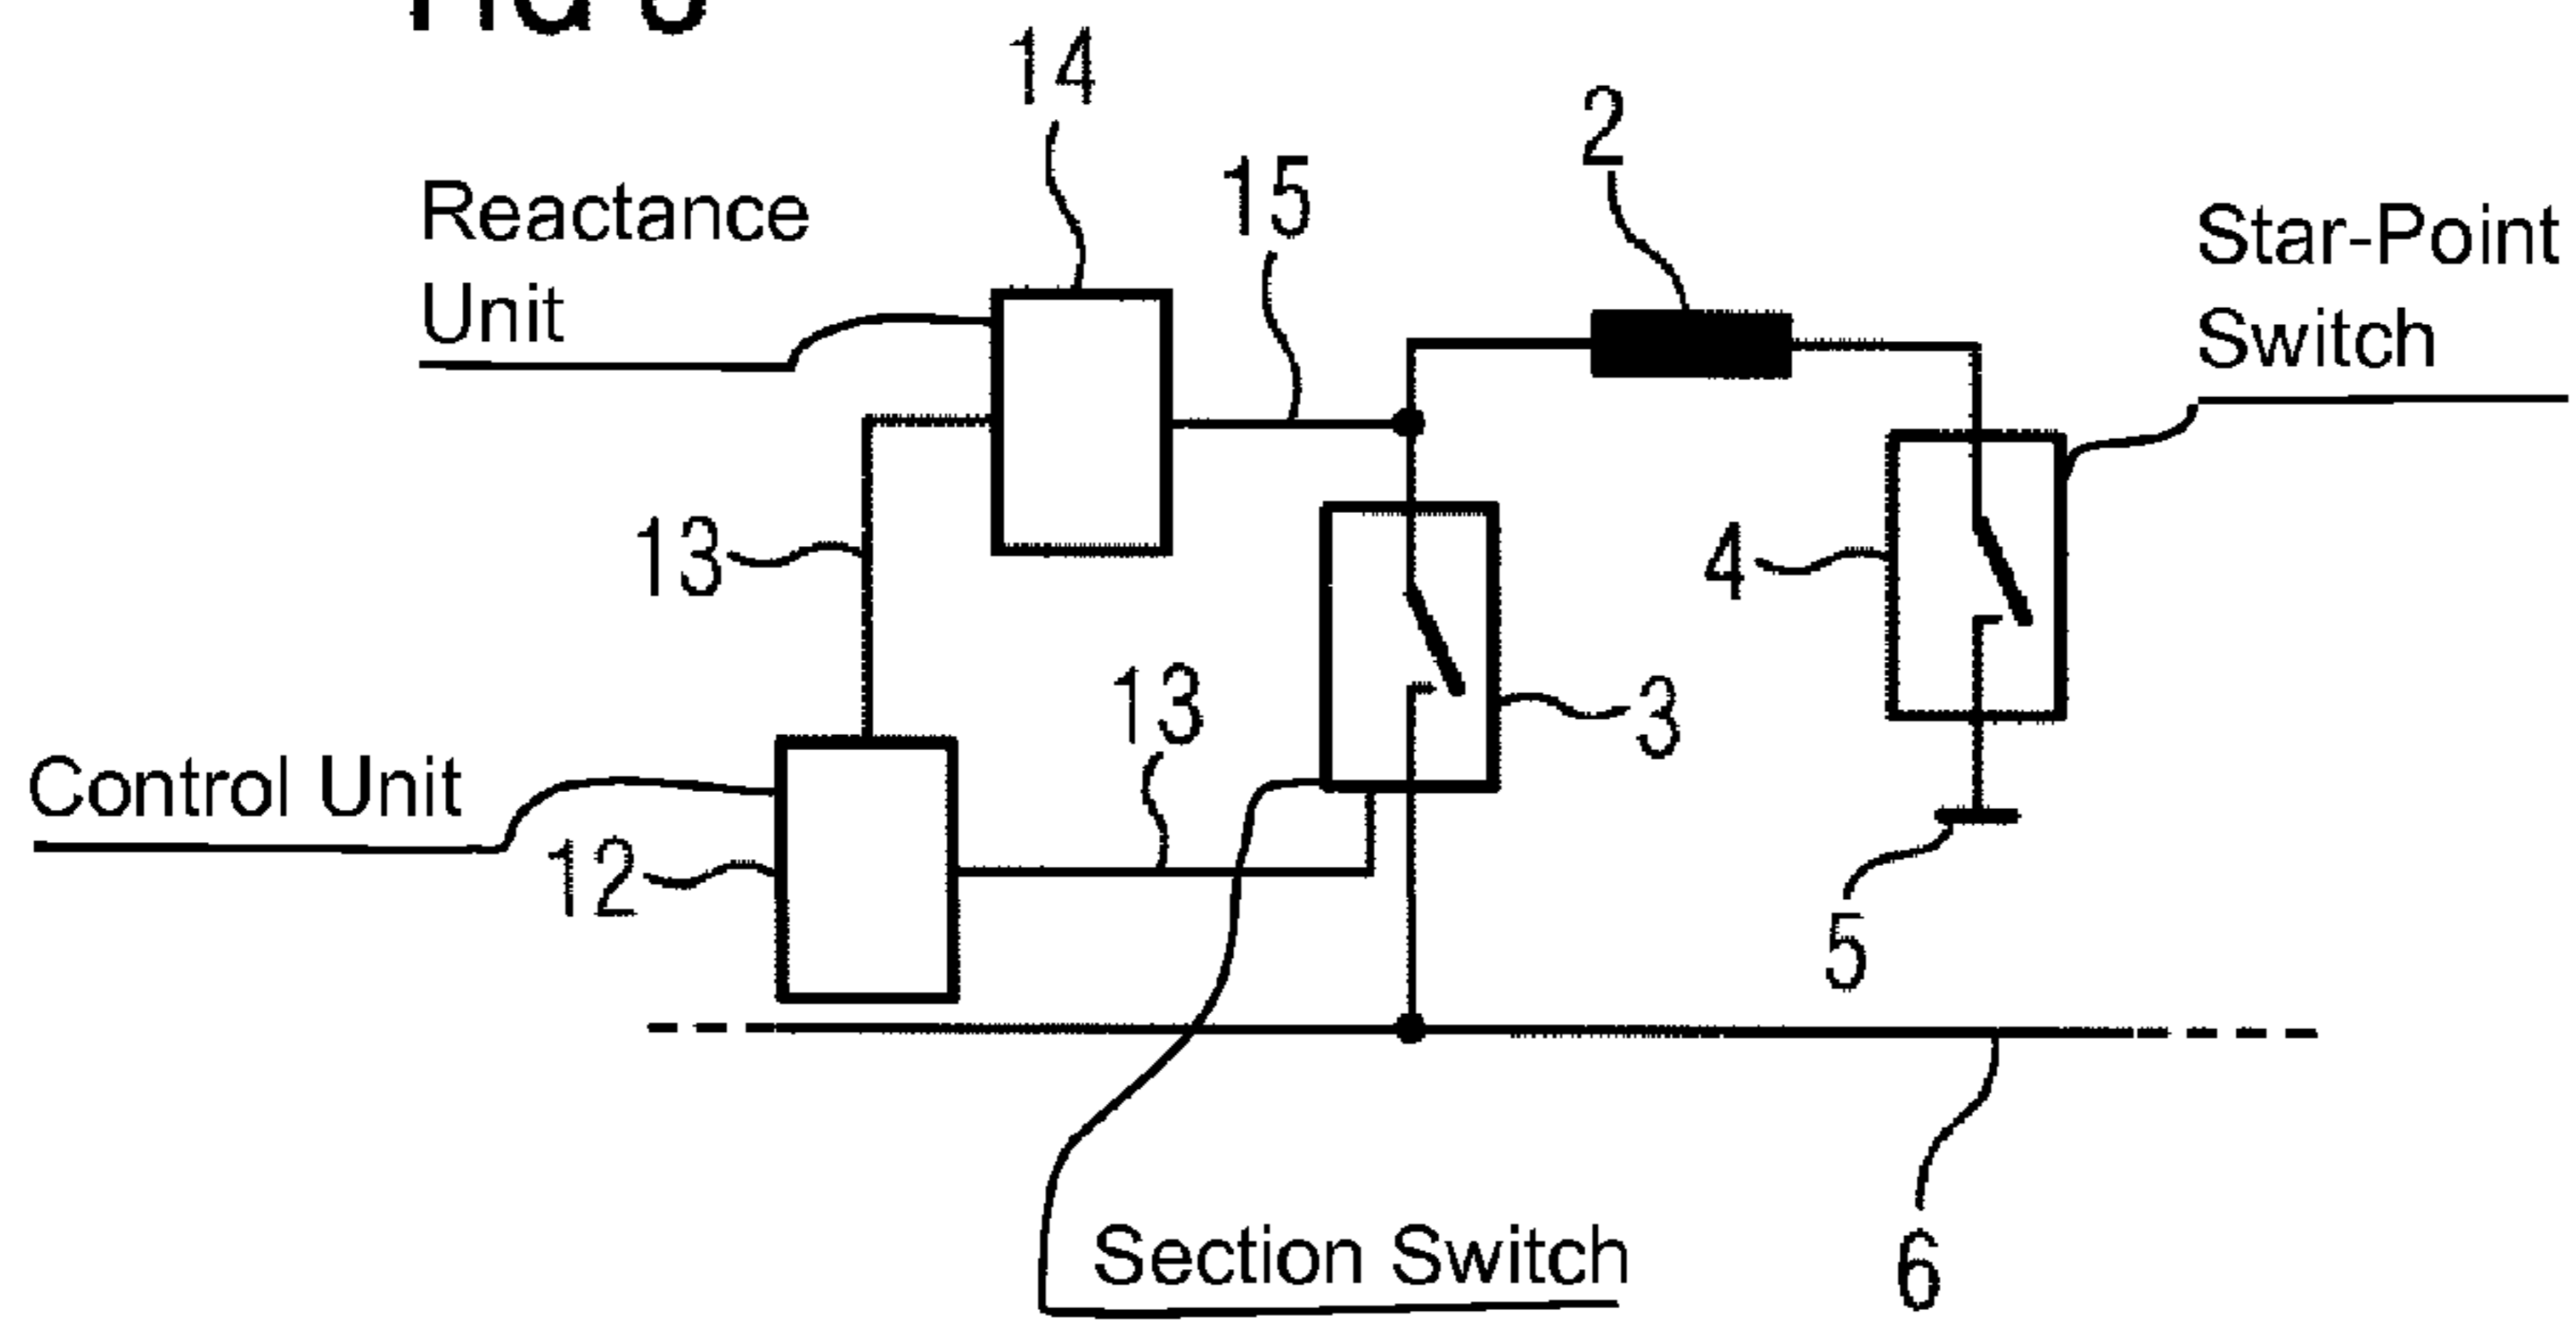 14
2
15
Reactance
Unit
Star-Point
Switch
13
4
13
3
Control Unit
12
5
Section Switch
6